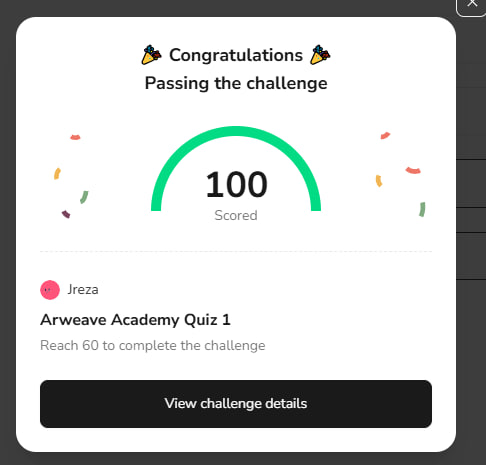 🎉 Congratulations 🎉
Passing the challenge
100
Scored
Jreza
Arweave Academy Quiz 1
Reach 60 to complete the challenge
View challenge details